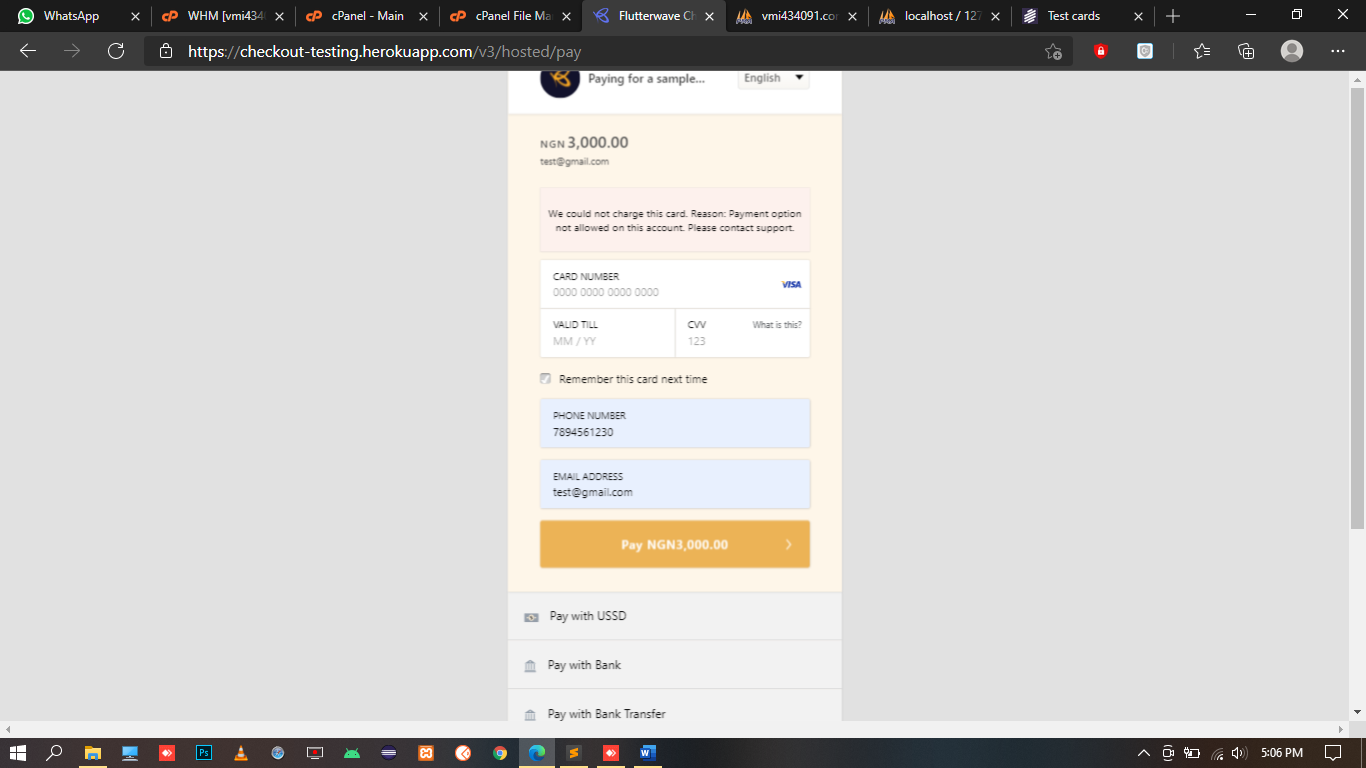 WhatsApp
WHM [vmi434
cPanel - Main
cPanel File Ma
Flutterwave Ch
vmi434091.co
localhost / 127
Test cards
https://checkout-testing.herokuapp.com/v3/hosted/pay
Paying for a sample...
English
NGN 3,000.00
test@gmail.com
We could not charge this card. Reason: Payment option
not allowed on this account. Please contact support.
CARD NUMBER
0000 0000 0000 0000
VISA
VALID TILL
MM / YY
CVV
What is this?
123
Remember this card next time
PHONE NUMBER
7894561230
EMAIL ADDRESS
test@gmail.com
Pay NGN3,000.00
Pay with USSD
Pay with Bank
Pay with Bank Transfer
5:06 PM